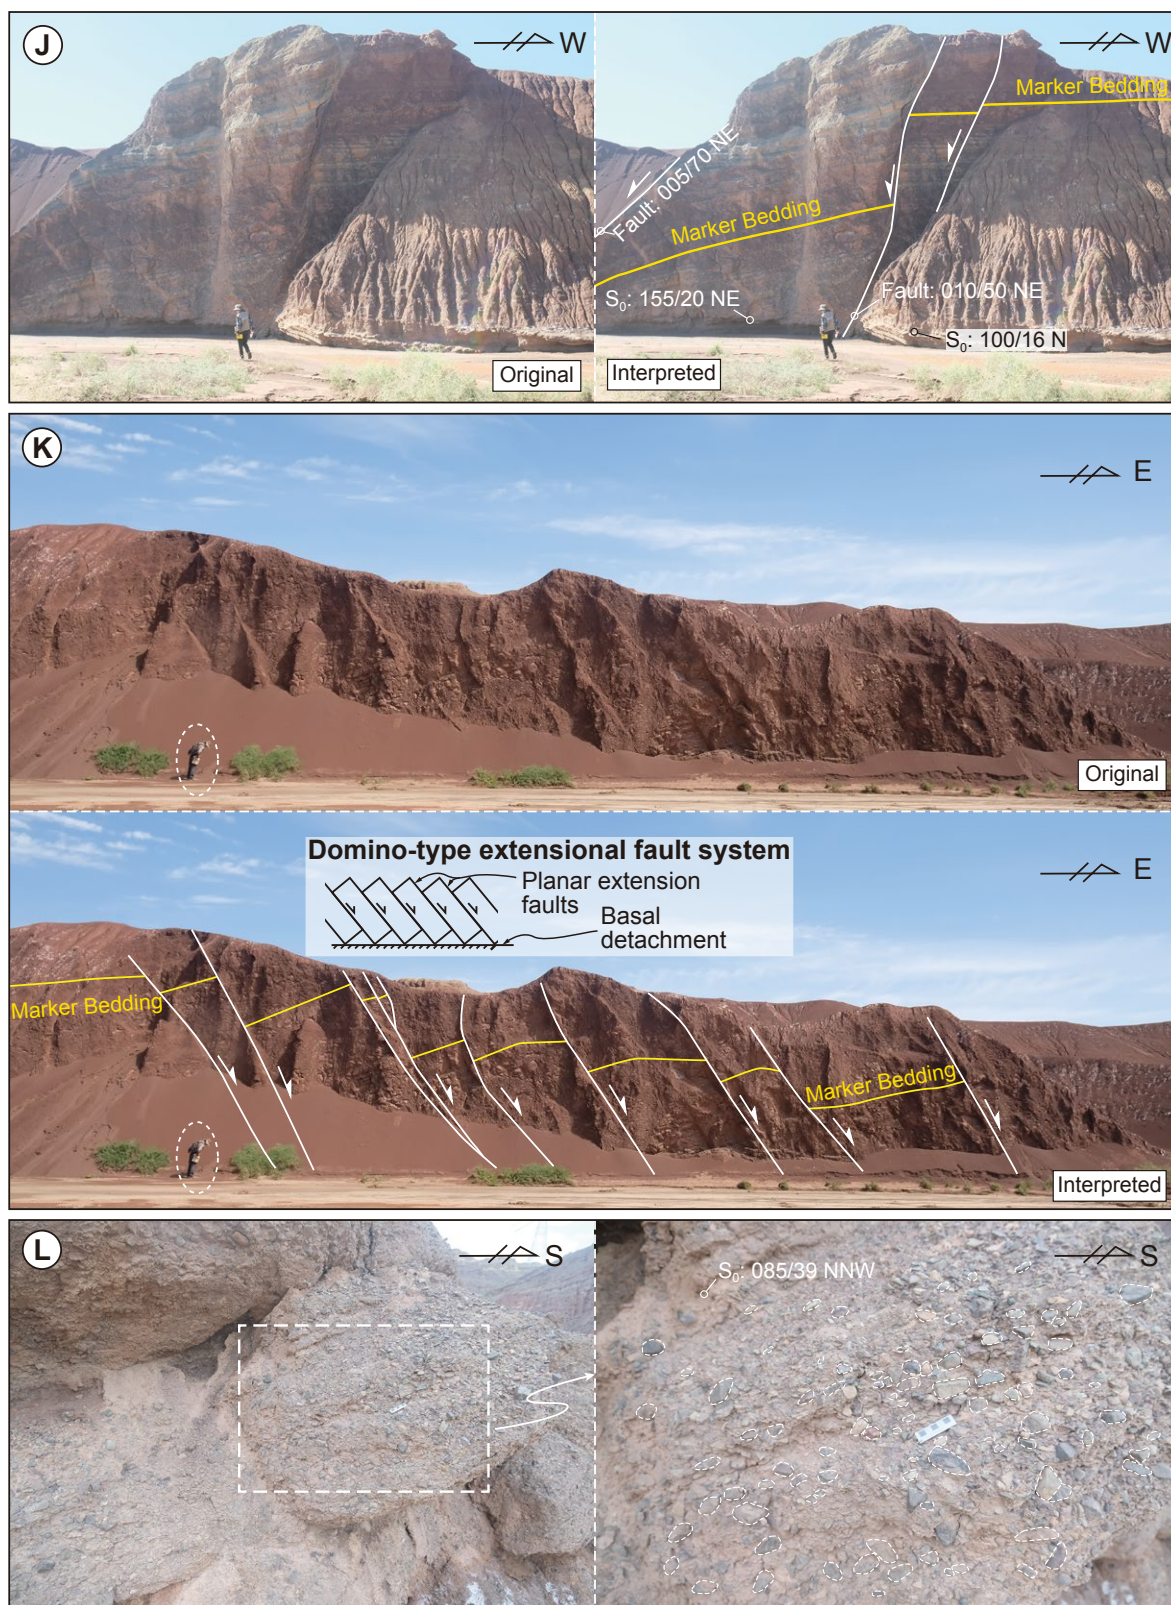 J
W
Original
W
Marker Bedding
Fault: 005/70 NE
Marker Bedding
S₀: 155/20 NE
Fault: 010/50 NE
S₀: 100/16 N
Interpreted
K
E
Original
Domino-type extensional fault system
Planar extension
faults
Basal
detachment
E
Marker Bedding
Marker Bedding
Interpreted
L
S
S₀: 085/39 NNW
S